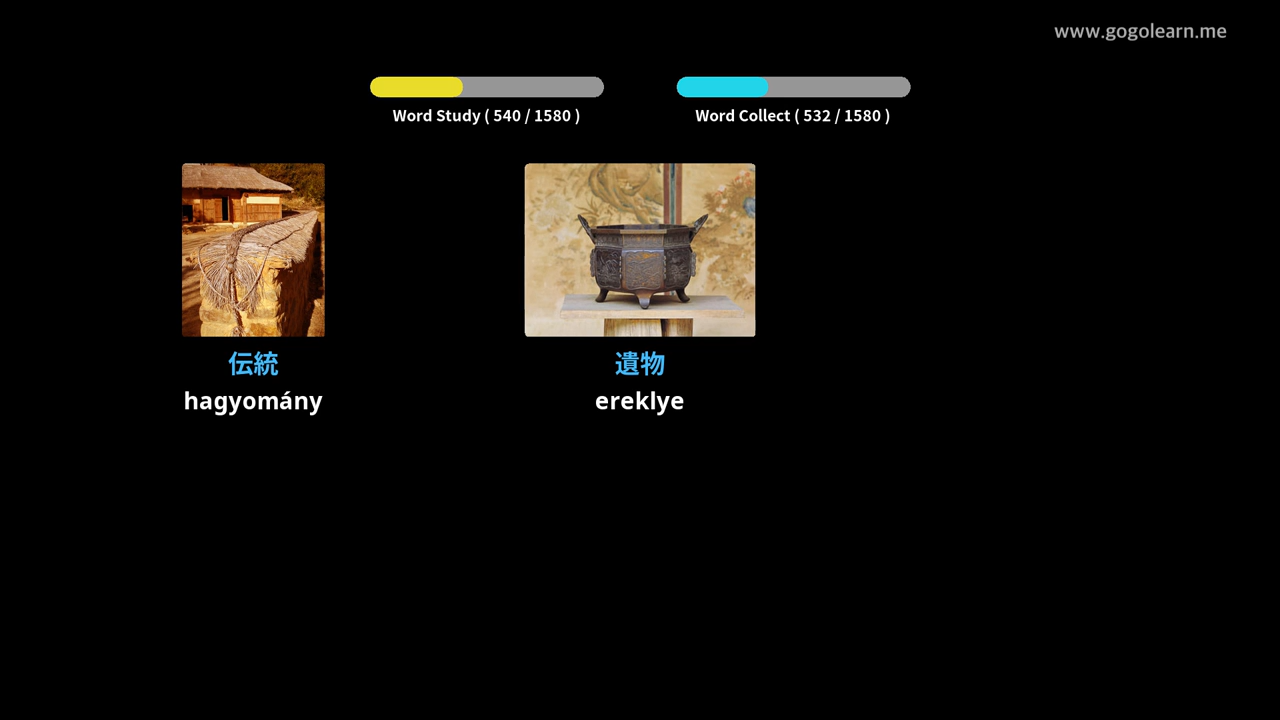 www.gogolearn.me
Word Study ( 540 / 1580 )
Word Collect ( 532 / 1580 )
伝統
hagyomány
遺物
ereklye